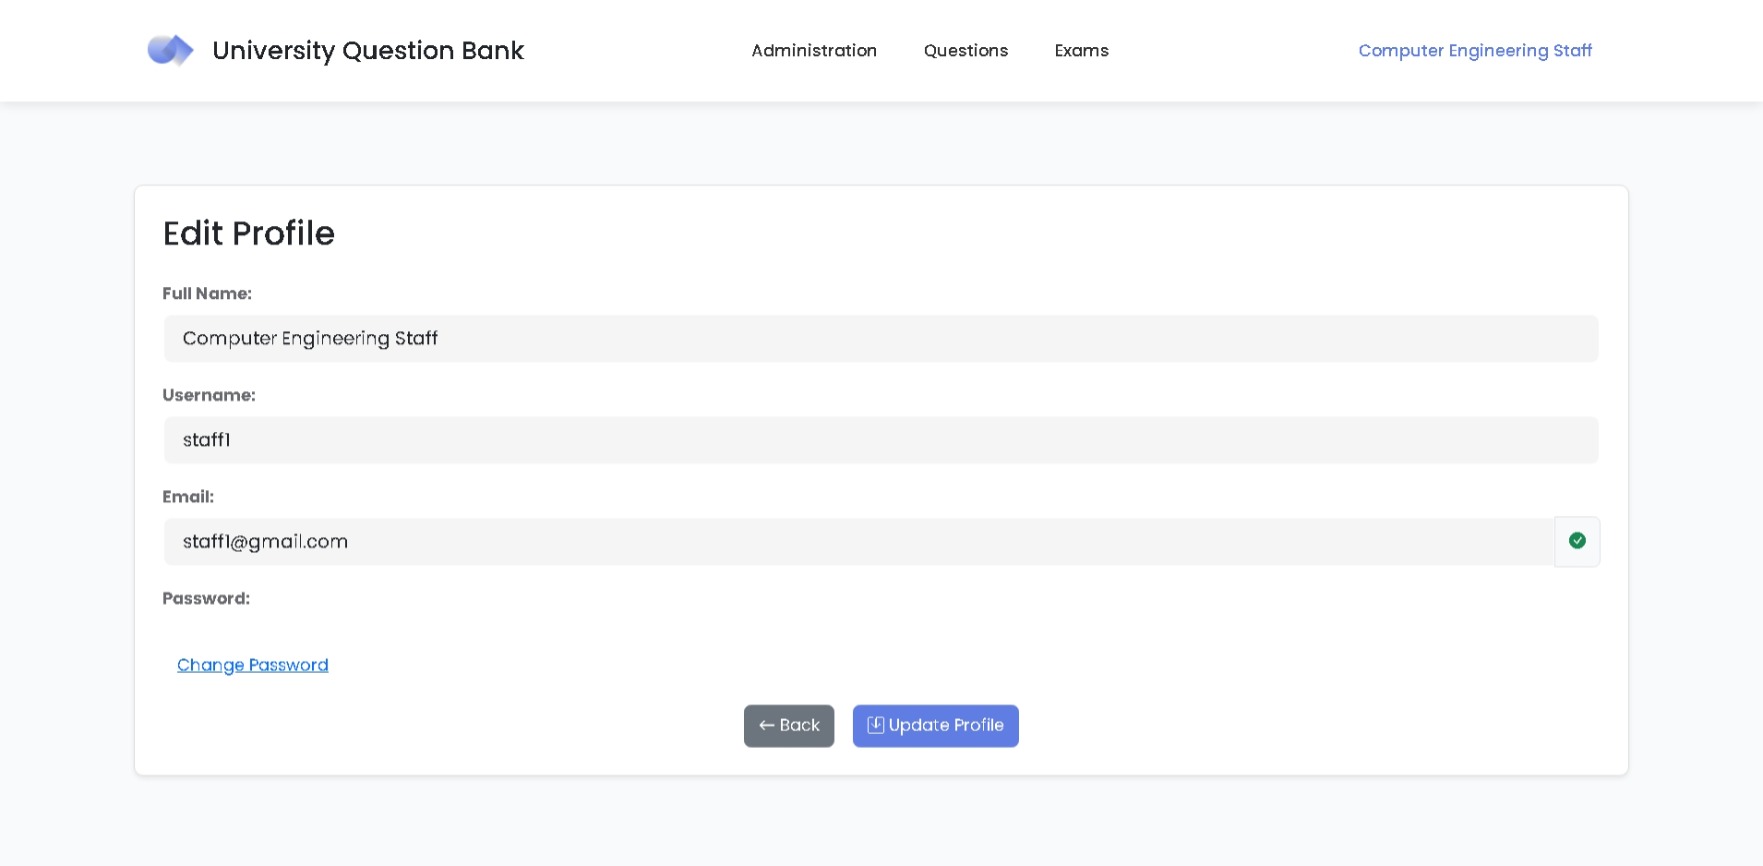 University Question Bank
Administration
Questions
Exams
Computer Engineering Staff
Edit Profile
Full Name:
Computer Engineering Staff
Username:
staff1
Email:
staff1@gmail.com
Password:
Change Password
← Back
Update Profile